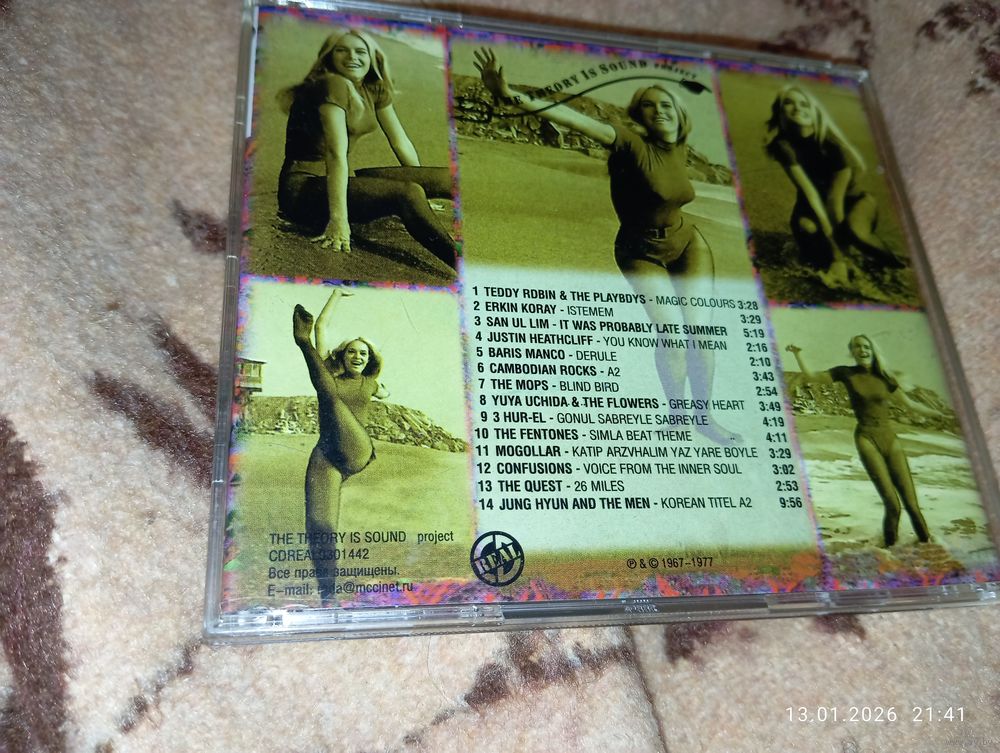 THE THEORY IS SOUND PROJECT
1 TEDDY RDBIN & THE PLAYBDYS - MAGIC COLOURS 3:28
2 ERKIN KORAY - ISTEMEM 3:29
3 SAN UL LIM - IT WAS PROBABLY LATE SUMMER 5:19
4 JUSTIN HEATHCLIFF - YOU KNOW WHAT I MEAN 2:16
5 BARIS MANCO - DERULE 2:10
6 CAMBODIAN ROCKS - A2 3:43
7 THE MOPS - BLIND BIRD 2:54
8 YUYA UCHIDA & THE FLOWERS - GREASY HEART 3:49
9 3 HUR-EL - GONUL SABREYLE SABREYLE 4:19
10 THE FENTONES - SIMLA BEAT THEME 4:11
11 MOGOLLAR - KATIP ARZVHALIM YAZ YARE BOYLE 3:29
12 CONFUSIONS - VOICE FROM THE INNER SOUL 3:02
13 THE QUEST - 26 MILES 2:53
14 JUNG HYUN AND THE MEN - KOREAN TITEL A2 9:56
THE THEORY IS SOUND project
CDREAL0301442
Все права защищены.
E-mail: @mccinet.ru
REAL
℗ & © 1967-1977
13.01.2026 21:41